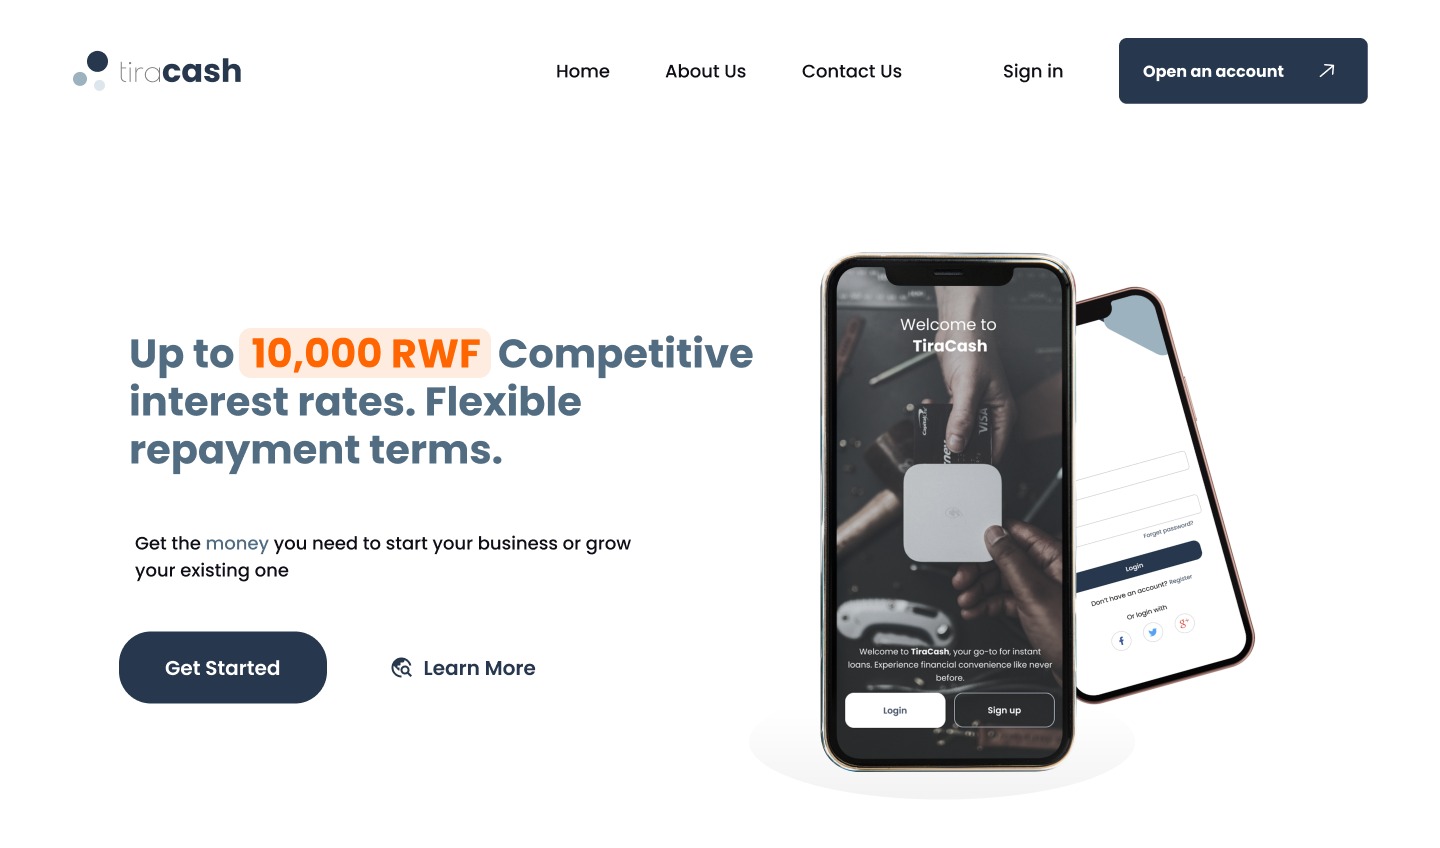 tiracash
Home
About Us
Contact Us
Sign in
Open an account
Up to 10,000 RWF Competitive
interest rates. Flexible
repayment terms.
Get the money you need to start your business or grow
your existing one
Get Started
Learn More
Welcome to
TiraCash
VISA
Welcome to TiraCash, your go-to for instant
loans. Experience financial convenience like never
before.
Login
Sign up
Forget password?
Login
Don't have an account? Register
Or login with